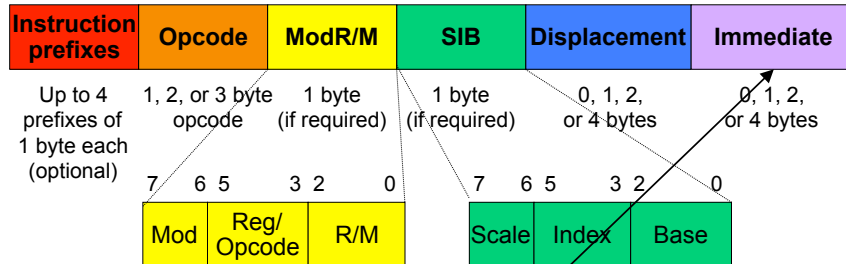 Instruction prefixes Opcode ModR/M SIB Displacement Immediate
Up to 4 prefixes of 1 byte each (optional)
1, 2, or 3 byte opcode
1 byte (if required)
1 byte (if required)
0, 1, 2, or 4 bytes
0, 1, 2, or 4 bytes
7 6 5 3 2 0
7 6 5 3 2 0
Mod Reg/Opcode R/M
Scale Index Base